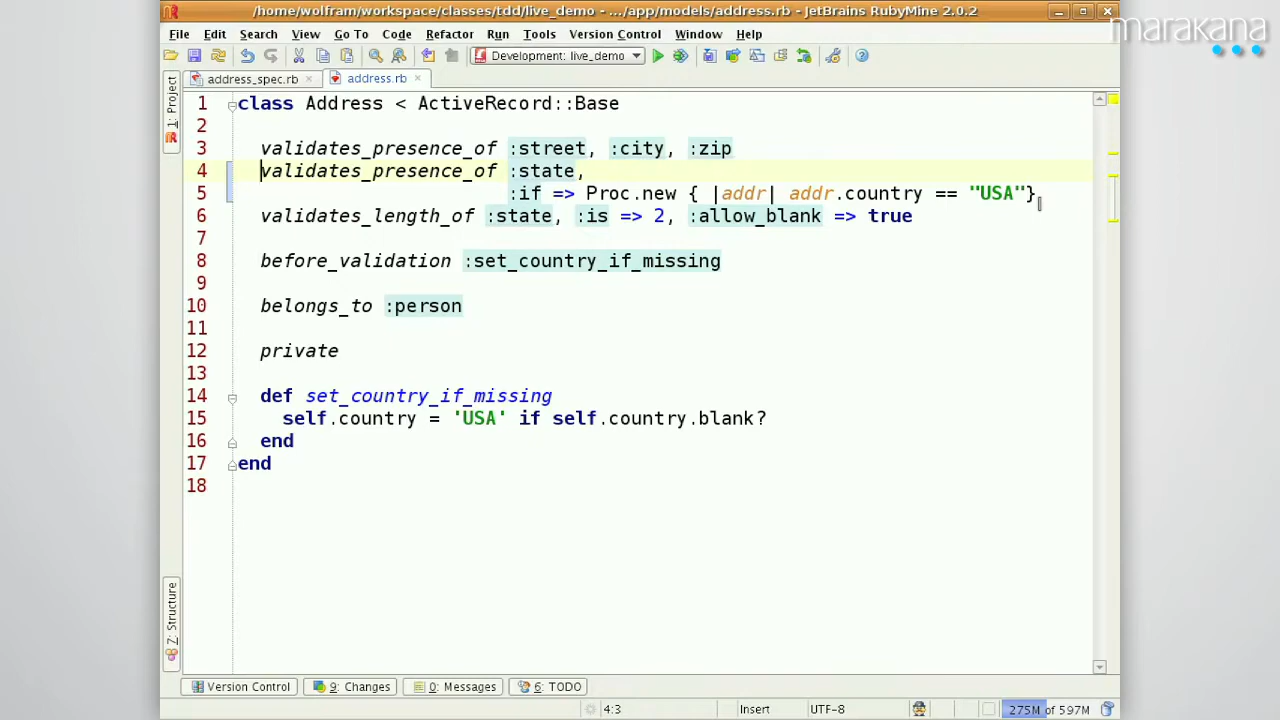 /home/wolfram/workspace/classes/tdd/live_demo - .../app/models/address.rb - JetBrains RubyMine 2.0.2
marakana
File Edit Search View Go To Code Refactor Run Tools Version Control Window Help
Development: live_demo
1: Project
address_spec.rb address.rb
1 class Address < ActiveRecord::Base
2
3 validates_presence_of :street, :city, :zip
4 validates_presence_of :state,
5 :if => Proc.new { |addr| addr.country == "USA"}
6 validates_length_of :state, :is => 2, :allow_blank => true
7
8 before_validation :set_country_if_missing
9
10 belongs_to :person
11
12 private
13
14 def set_country_if_missing
15 self.country = 'USA' if self.country.blank?
16 end
17 end
18
Z: Structure
Version Control 9: Changes 0: Messages 6: TODO
4:3 Insert UTF-8 275M of 597M